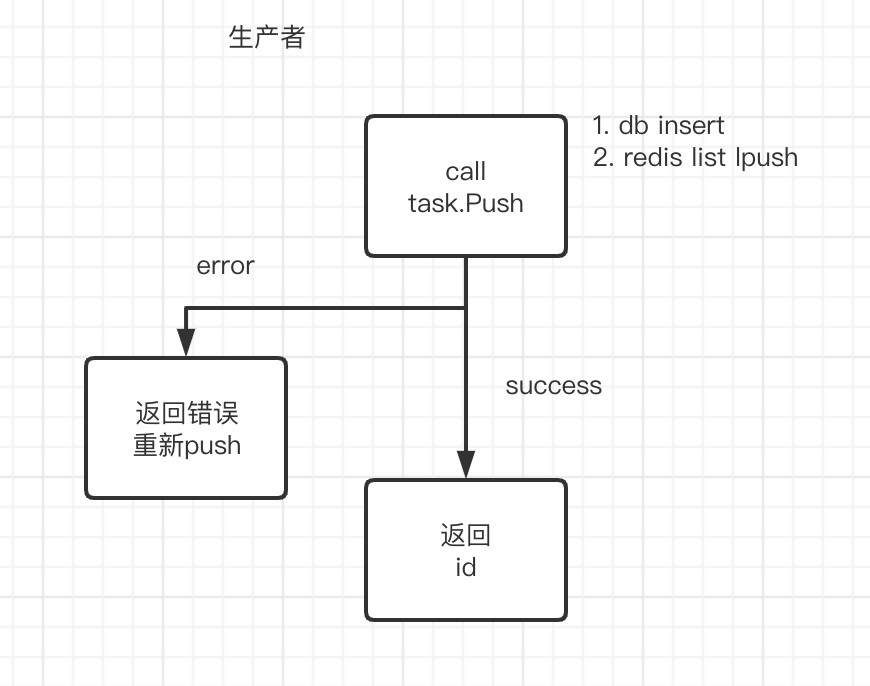 生产者
call
task.Push
1. db insert
2. redis list lpush
error
返回错误
重新push
success
返回
id